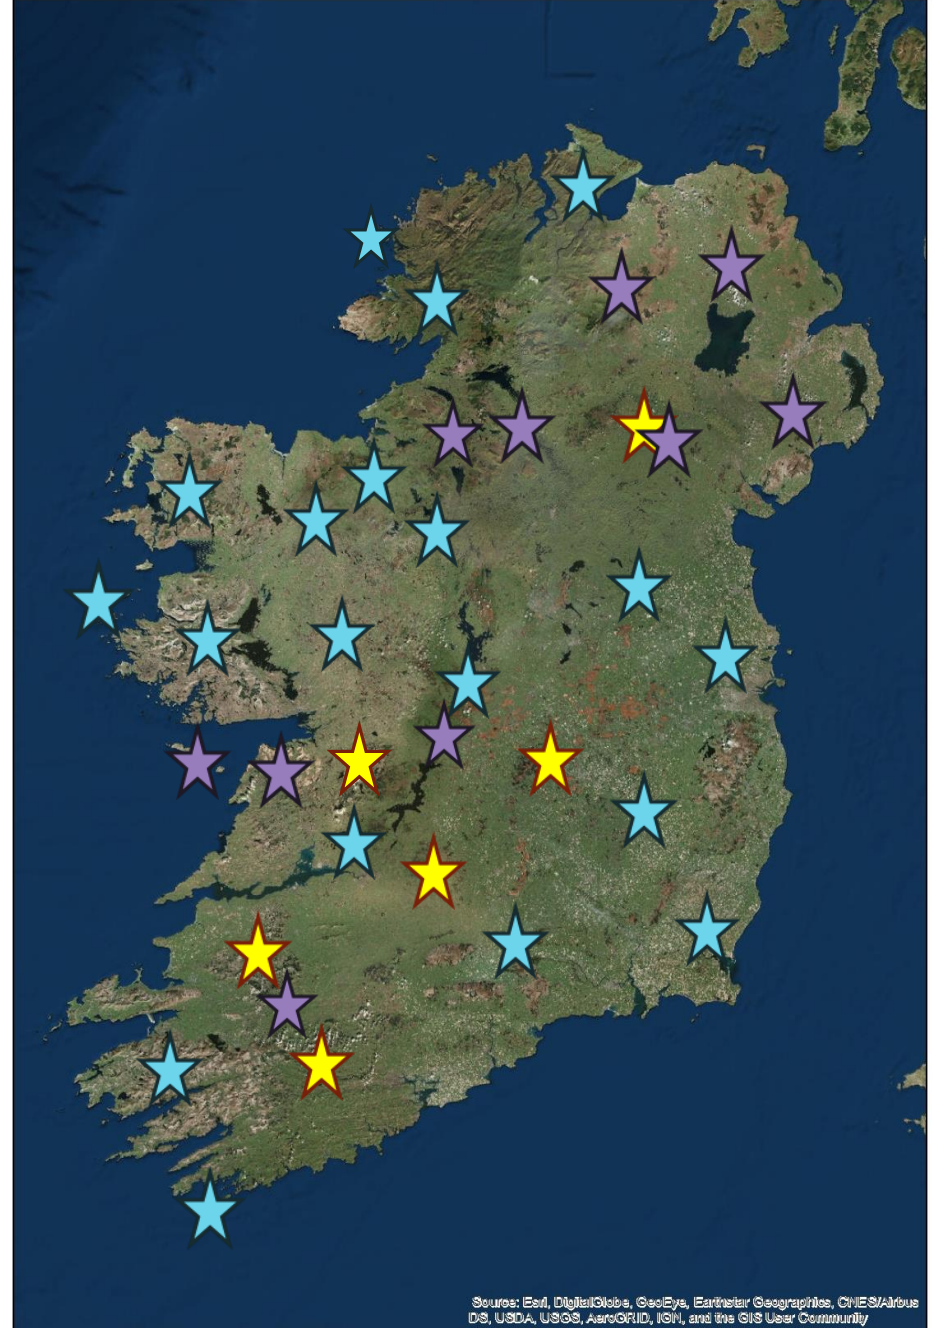 Source: Esri, DigitalGlobe, GeoEye, Earthstar Geographics, CNES/Airbus
DS, USDA, USGS, AeroGRID, IGN, and the GIS User Community